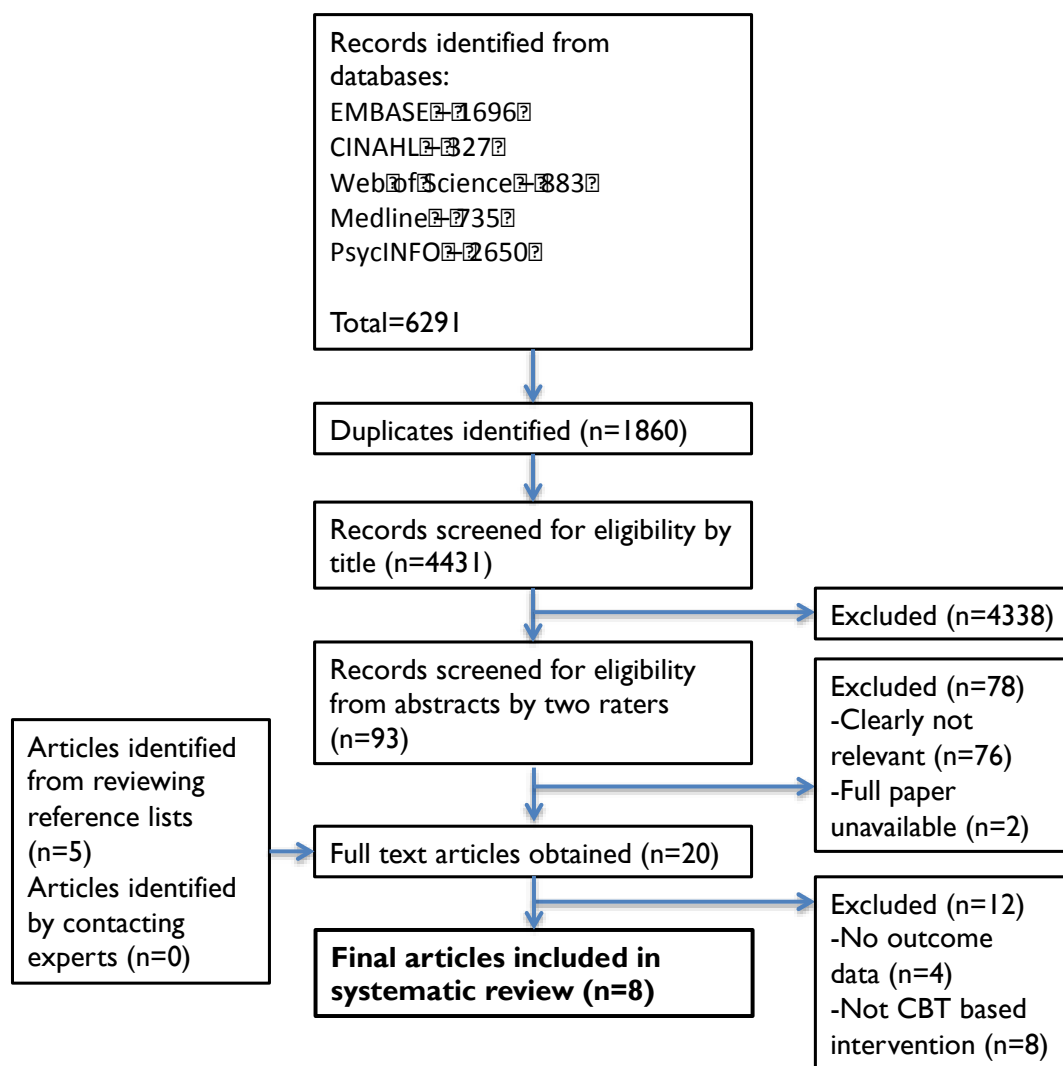 Records identified from
databases:
EMBASE – 1696
CINAHL – 327
Web of Science – 883
Medline – 735
PsycINFO – 2650
Total=6291
Duplicates identified (n=1860)
Records screened for eligibility by
title (n=4431)
Excluded (n=4338)
Records screened for eligibility
from abstracts by two raters
(n=93)
Excluded (n=78)
-Clearly not
relevant (n=76)
-Full paper
unavailable (n=2)
Articles identified
from reviewing
reference lists
(n=5)
Articles identified
by contacting
experts (n=0)
Full text articles obtained (n=20)
Excluded (n=12)
-No outcome
data (n=4)
-Not CBT based
intervention (n=8)
Final articles included in
systematic review (n=8)